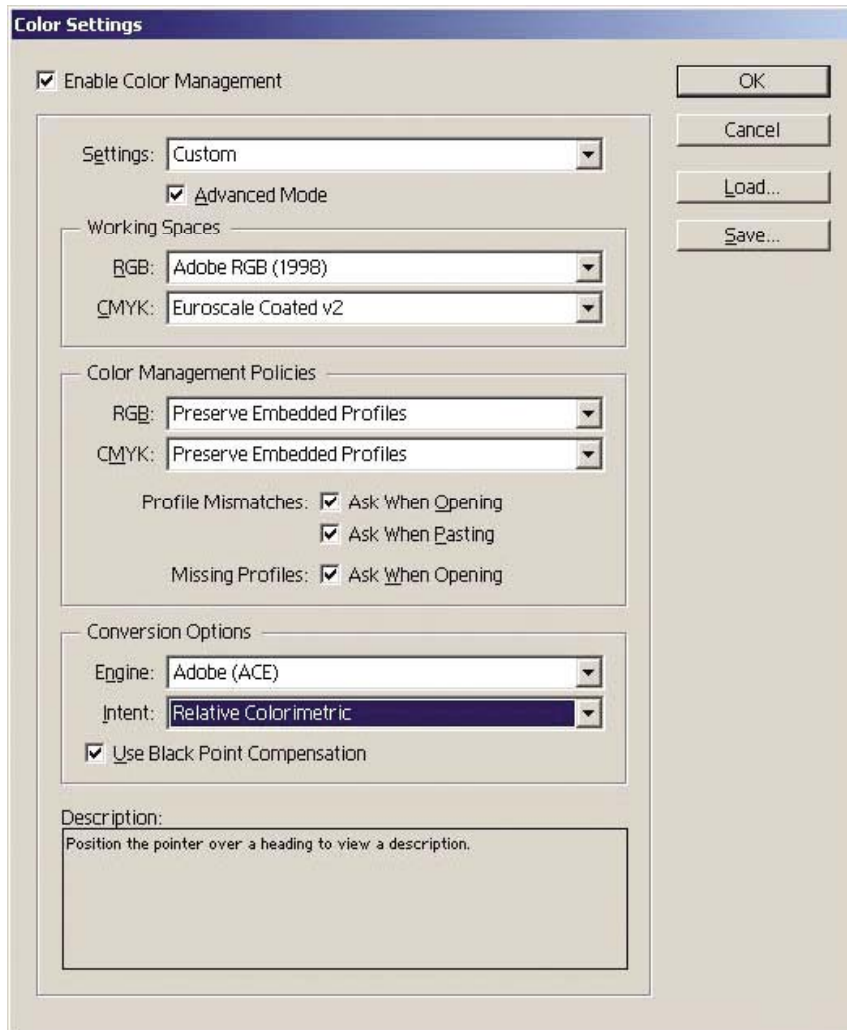 Color Settings
Enable Color Management
OK
Cancel
Load...
Save...
Settings: Custom
Advanced Mode
Working Spaces
RGB: Adobe RGB (1998)
CMYK: Euroscale Coated v2
Color Management Policies
RGB: Preserve Embedded Profiles
CMYK: Preserve Embedded Profiles
Profile Mismatches: Ask When Opening
Ask When Pasting
Missing Profiles: Ask When Opening
Conversion Options
Engine: Adobe (ACE)
Intent: Relative Colorimetric
Use Black Point Compensation
Description:
Position the pointer over a heading to view a description.